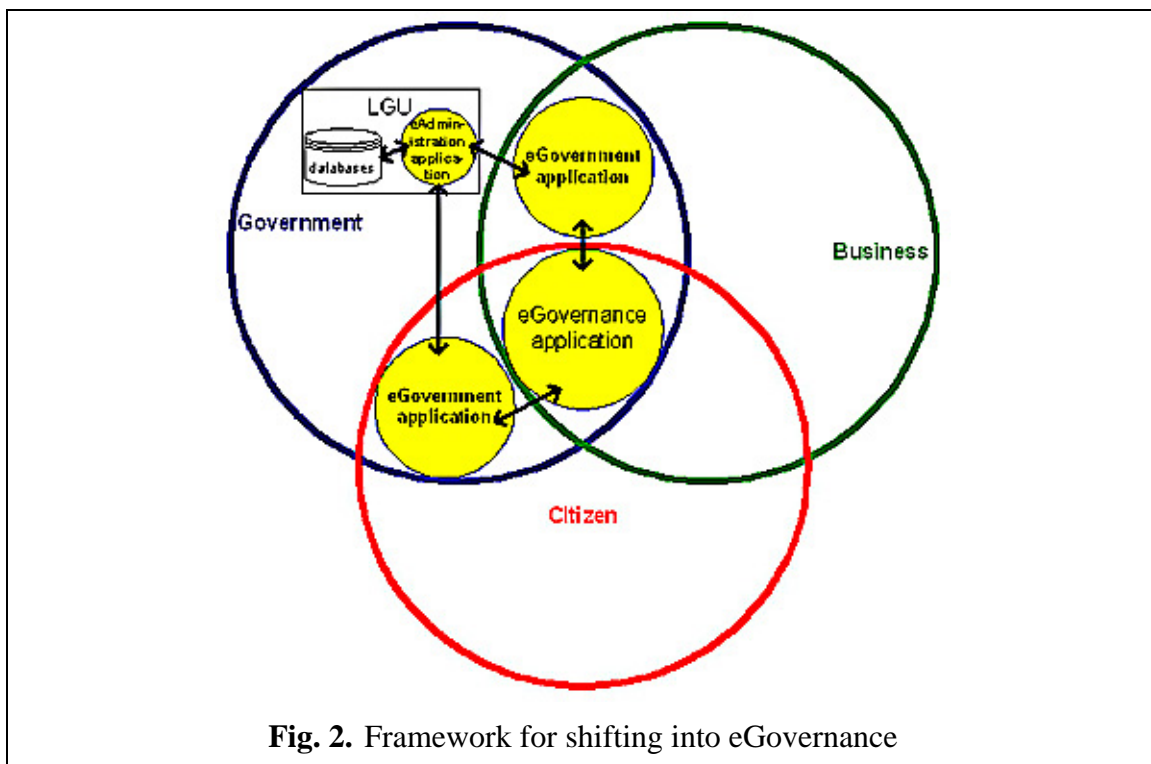 LGU
eAdmin-
istration
applica-
tion
databases
eGovernment
application
Government
Business
eGovernance
application
eGovernment
application
Citizen
Fig. 2. Framework for shifting into eGovernance